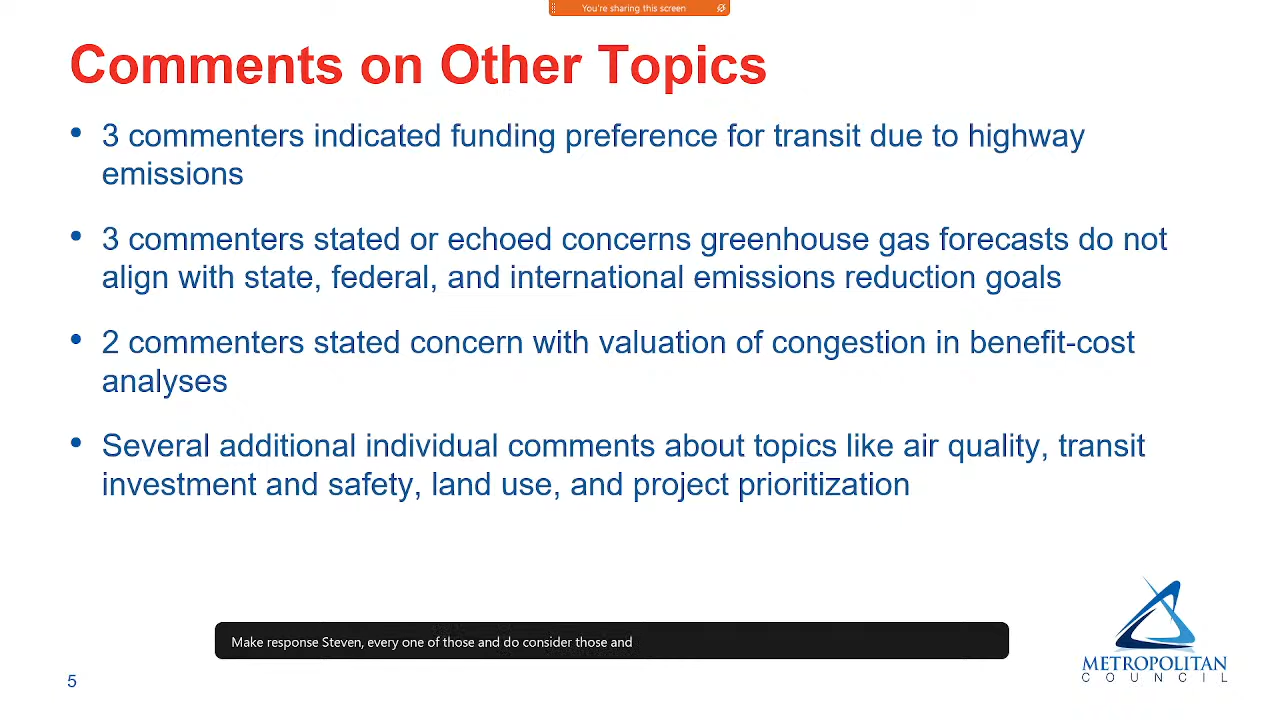 You're sharing this screen
Comments on Other Topics
• 3 commenters indicated funding preference for transit due to highway
emissions
• 3 commenters stated or echoed concerns greenhouse gas forecasts do not
align with state, federal, and international emissions reduction goals
• 2 commenters stated concern with valuation of congestion in benefit-cost
analyses
• Several additional individual comments about topics like air quality, transit
investment and safety, land use, and project prioritization
Make response Steven, every one of those and do consider those and
METROPOLITAN
COUNCIL
5